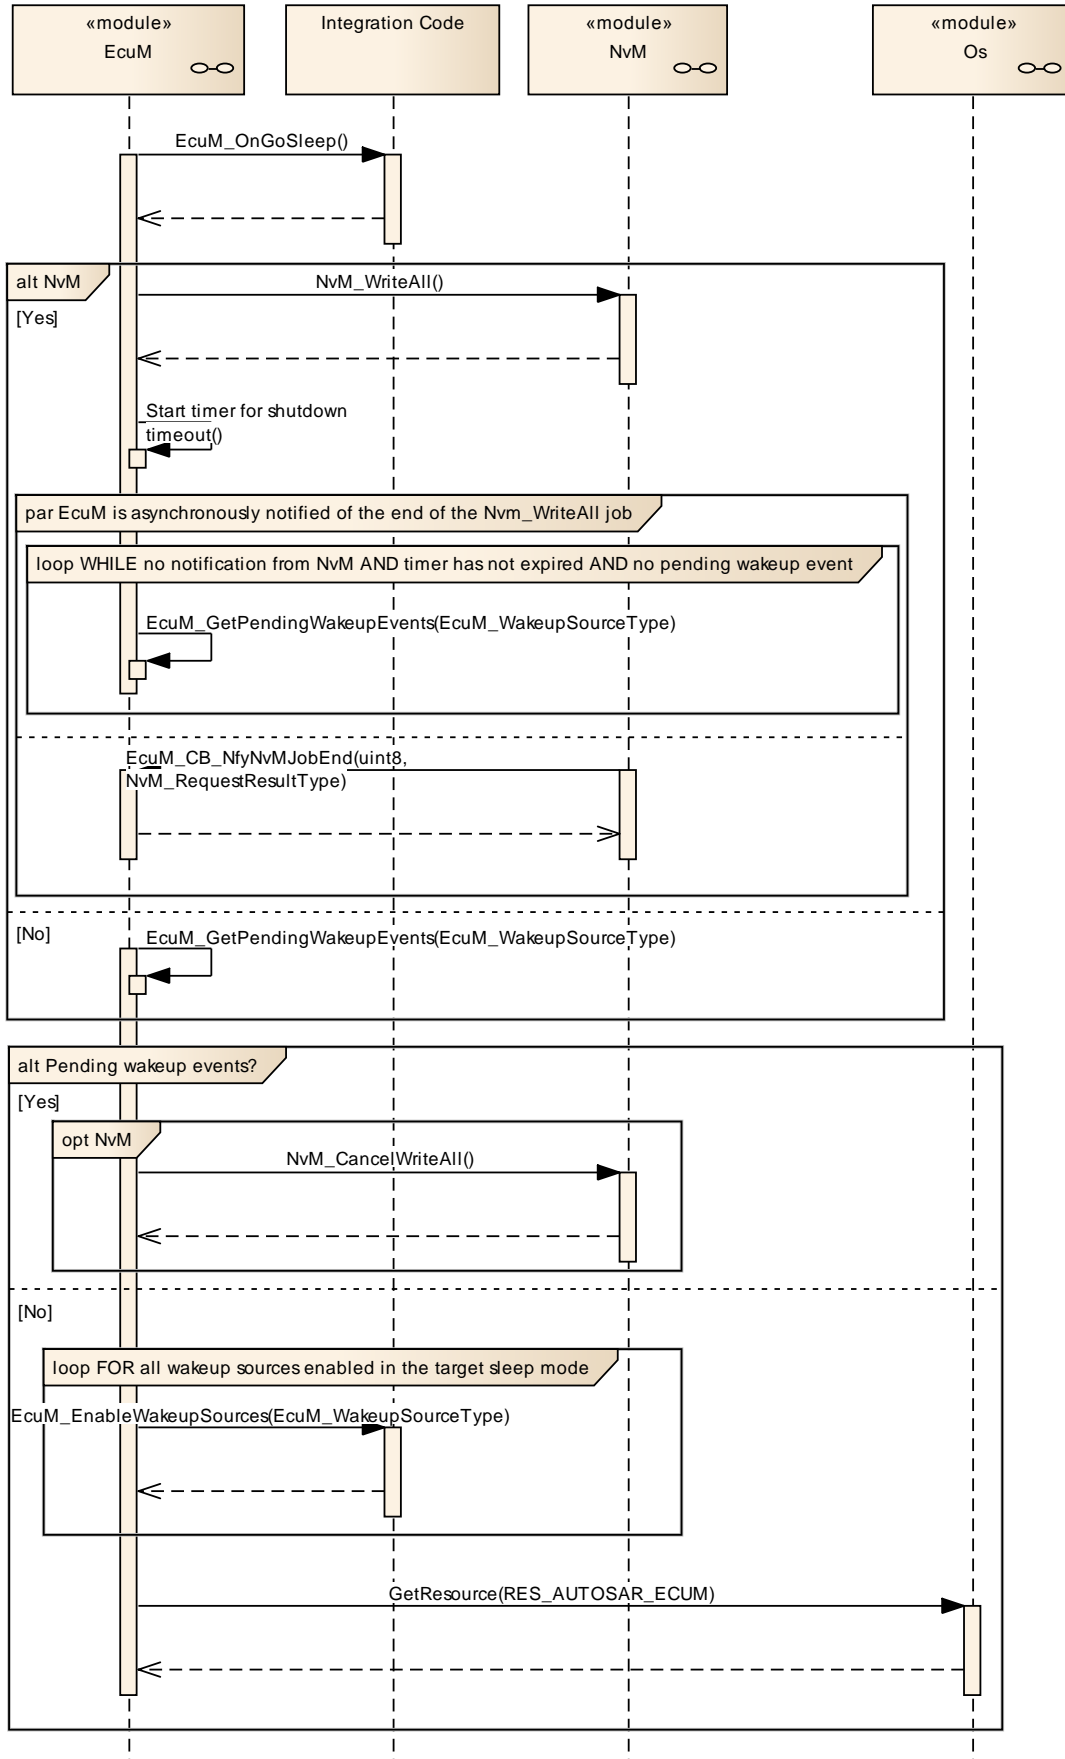 «module»
EcuM
Integration Code
«module»
NvM
«module»
Os
EcuM_OnGoSleep()
alt NvM
NvM_WriteAll()
[Yes]
Start timer for shutdown
timeout()
par EcuM is asynchronously notified of the end of the Nvm_WriteAll job
loop WHILE no notification from NvM AND timer has not expired AND no pending wakeup event
EcuM_GetPendingWakeupEvents(EcuM_WakeupSourceType)
EcuM_CB_NfyNvMJobEnd(uint8,
NvM_RequestResultType)
[No]
EcuM_GetPendingWakeupEvents(EcuM_WakeupSourceType)
alt Pending wakeup events?
[Yes]
opt NvM
NvM_CancelWriteAll()
[No]
loop FOR all wakeup sources enabled in the target sleep mode
EcuM_EnableWakeupSources(EcuM_WakeupSourceType)
GetResource(RES_AUTOSAR_ECUM)